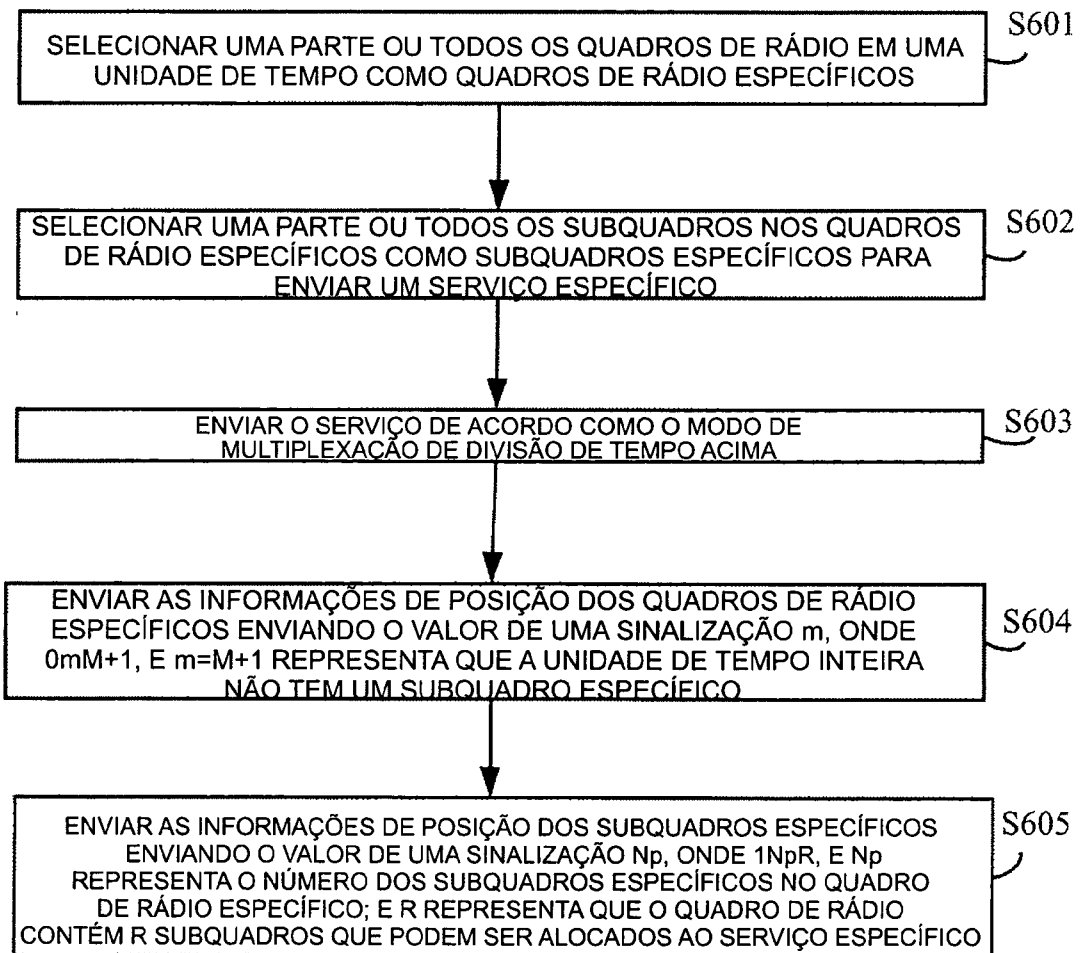 SELECIONAR UMA PARTE OU TODOS OS QUADROS DE RÁDIO EM UMA
UNIDADE DE TEMPO COMO QUADROS DE RÁDIO ESPECÍFICOS
S601
SELECIONAR UMA PARTE OU TODOS OS SUBQUADROS NOS QUADROS
DE RÁDIO ESPECÍFICOS COMO SUBQUADROS ESPECÍFICOS PARA
ENVIAR UM SERVIÇO ESPECÍFICO
S602
ENVIAR O SERVIÇO DE ACORDO COMO O MODO DE
MULTIPLEXAÇÃO DE DIVISÃO DE TEMPO ACIMA
S603
ENVIAR AS INFORMAÇÕES DE POSIÇÃO DOS QUADROS DE RÁDIO
ESPECÍFICOS ENVIANDO O VALOR DE UMA SINALIZAÇÃO m, ONDE
0mM+1, E m=M+1 REPRESENTA QUE A UNIDADE DE TEMPO INTEIRA
NÃO TEM UM SUBQUADRO ESPECÍFICO
S604
ENVIAR AS INFORMAÇÕES DE POSIÇÃO DOS SUBQUADROS ESPECÍFICOS
ENVIANDO O VALOR DE UMA SINALIZAÇÃO Np, ONDE 1NpR, E Np
REPRESENTA O NÚMERO DOS SUBQUADROS ESPECÍFICOS NO QUADRO
DE RÁDIO ESPECÍFICO; E R REPRESENTA QUE O QUADRO DE RÁDIO
CONTÉM R SUBQUADROS QUE PODEM SER ALOCADOS AO SERVIÇO ESPECÍFICO
S605